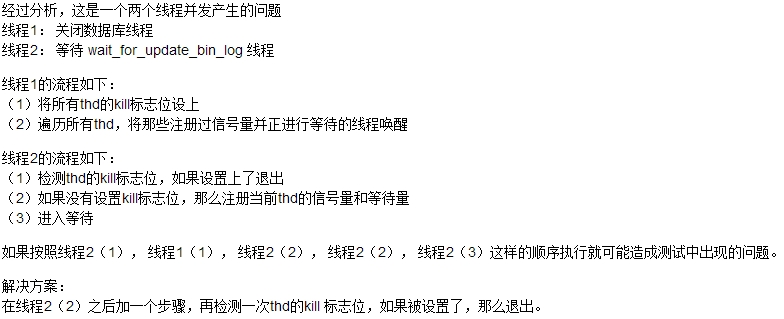 经过分析，这是一个两个线程并发产生的问题
线程1： 关闭数据库线程
线程2： 等待 wait_for_update_bin_log 线程
线程1的流程如下：
（1）将所有thd的kill标志位设上
（2）遍历所有thd，将那些注册过信号量并正进行等待的线程唤醒
线程2的流程如下：
（1）检测thd的kill标志位，如果设置上了退出
（2）如果没有设置kill标志位，那么注册当前thd的信号量和等待量
（3）进入等待
如果按照线程2（1）， 线程1（1）， 线程2（2）， 线程2（2）， 线程2（3）这样的顺序执行就可能造成测试中出现的问题。
解决方案：
在线程2（2）之后加一个步骤，再检测一次thd的kill 标志位，如果被设置了，那么退出。